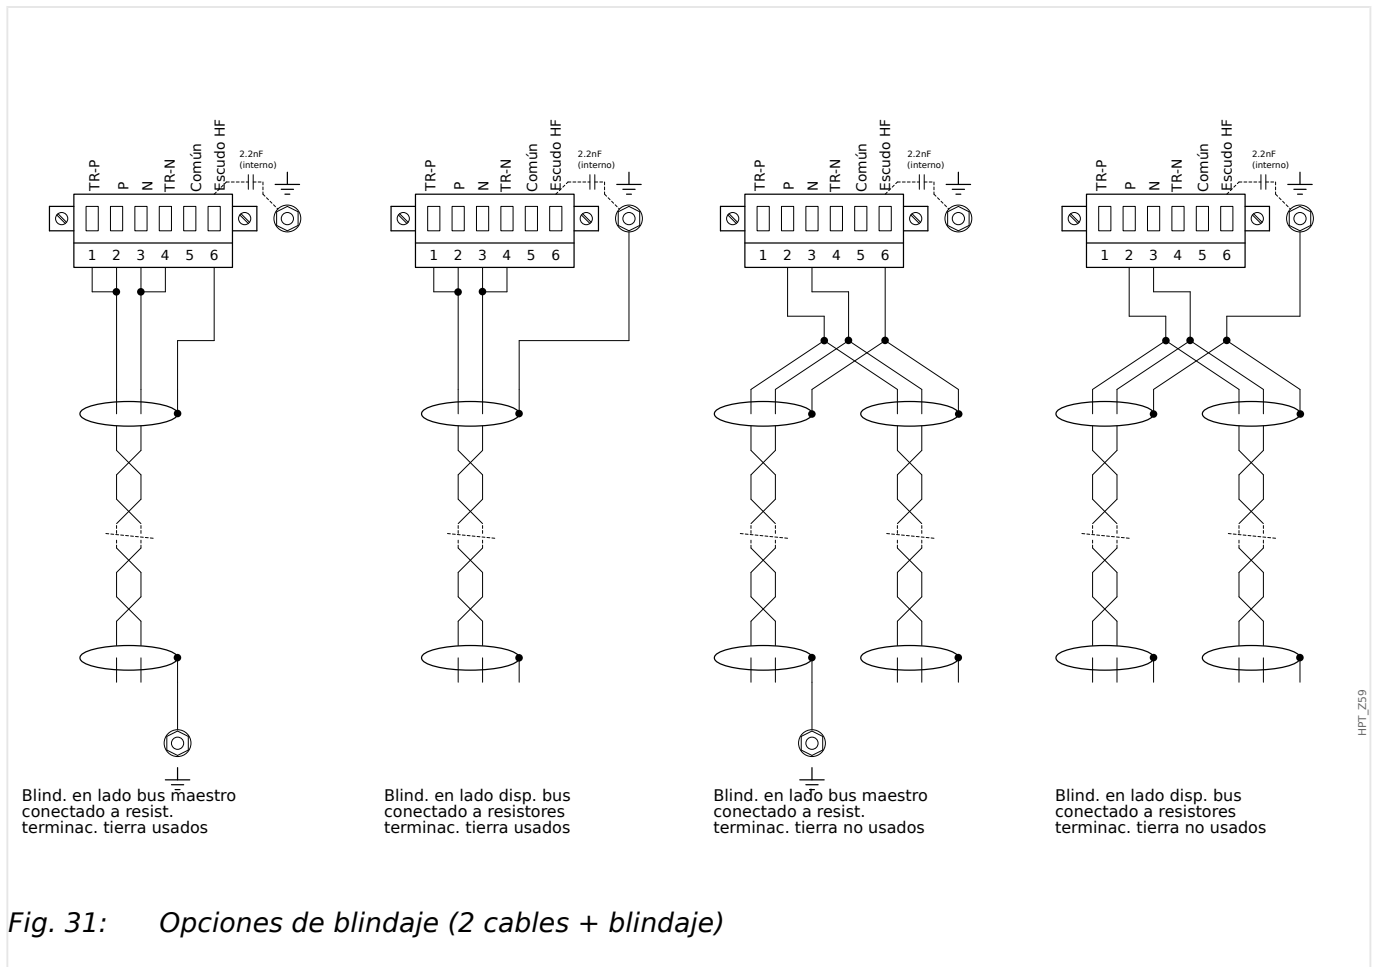 TR-P P N TR-N Común Escudo HF
2.2nF
(interno)
1 2 3 4 5 6
Blind. en lado bus maestro
conectado a resist.
terminac. tierra usados
TR-P P N TR-N Común Escudo HF
2.2nF
(interno)
1 2 3 4 5 6
Blind. en lado disp. bus
conectado a resistores
terminac. tierra usados
TR-P P N TR-N Común Escudo HF
2.2nF
(interno)
1 2 3 4 5 6
Blind. en lado bus maestro
conectado a resist.
terminac. tierra no usados
TR-P P N TR-N Común Escudo HF
2.2nF
(interno)
1 2 3 4 5 6
Blind. en lado disp. bus
conectado a resistores
terminac. tierra no usados
HPT_Z59
Fig. 31: Opciones de blindaje (2 cables + blindaje)